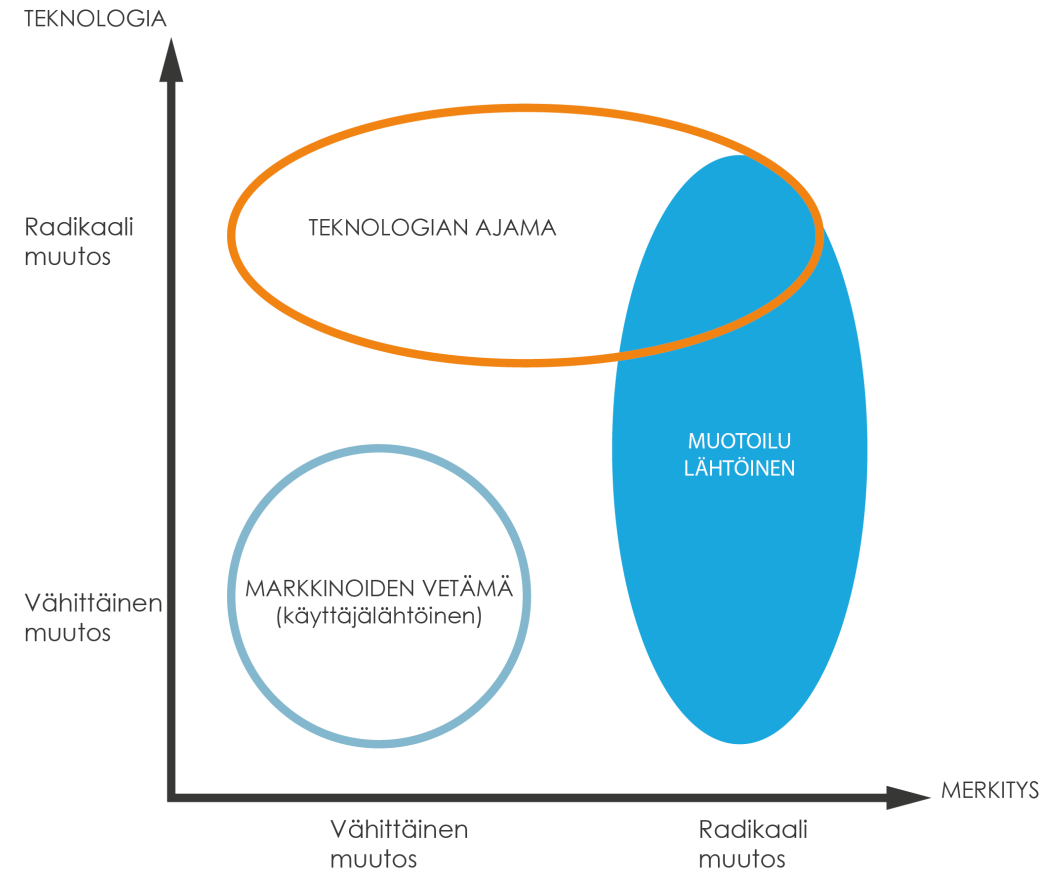 TEKNOLOGIA
Radikaali
muutos
TEKNOLOGIAN AJAMA
MUOTOILU
LÄHTÖINEN
MARKKINOIDEN VETÄMÄ
(käyttäjälähtöinen)
Vähittäinen
muutos
MERKITYS
Vähittäinen
muutos
Radikaali
muutos